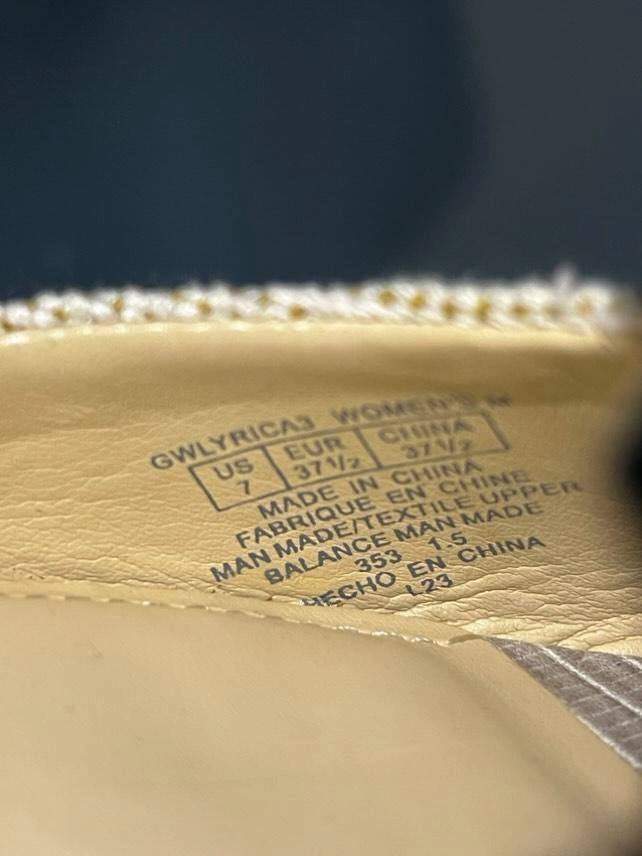 GWLYRICA3 WOMEN'S M
US EUR CHINA
7 37 1/2 37 1/2
MADE IN CHINA
FABRIQUE EN CHINE
MAN MADE/TEXTILE UPPER
BALANCE MAN MADE
353 1.5
HECHO EN CHINA
L23